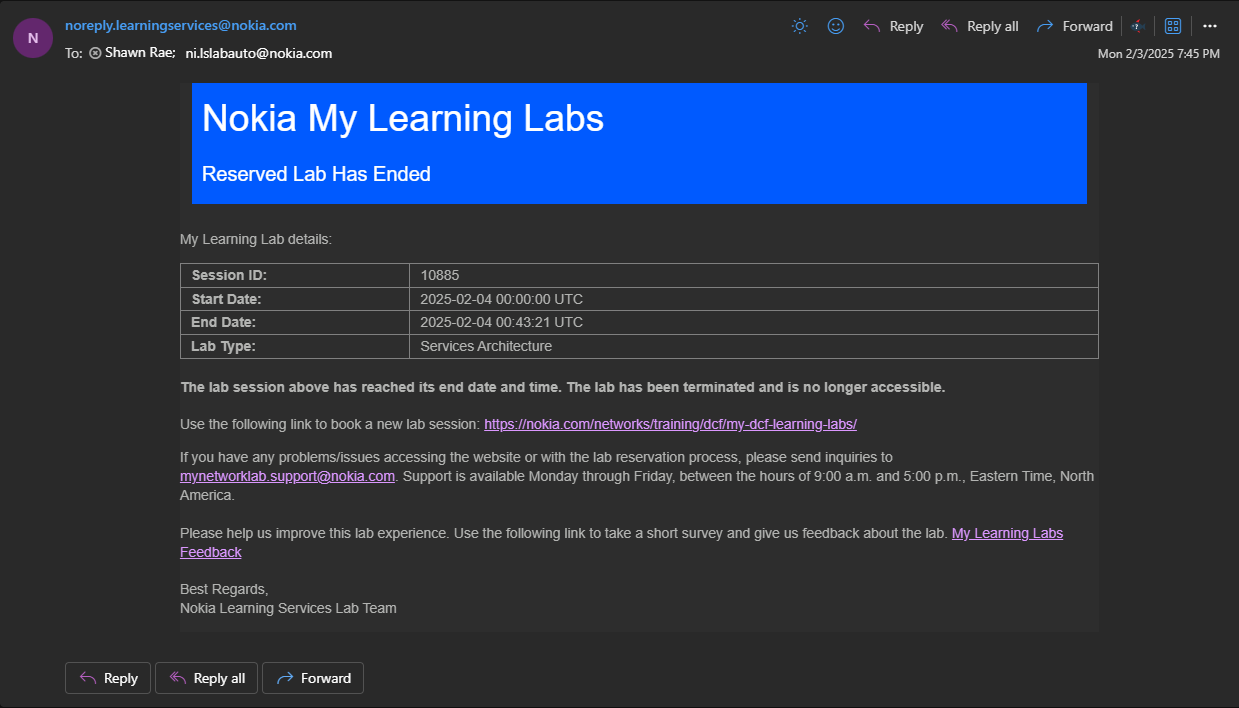 N
noreply.learningservices@nokia.com
Reply
Reply all
Forward
To: Shawn Rae; ni.lslabauto@nokia.com
Mon 2/3/2025 7:45 PM
Nokia My Learning Labs
Reserved Lab Has Ended
My Learning Lab details:
Session ID: 10885
Start Date: 2025-02-04 00:00:00 UTC
End Date: 2025-02-04 00:43:21 UTC
Lab Type: Services Architecture
The lab session above has reached its end date and time. The lab has been terminated and is no longer accessible.
Use the following link to book a new lab session: https://nokia.com/networks/training/dcf/my-dcf-learning-labs/
If you have any problems/issues accessing the website or with the lab reservation process, please send inquiries to
mynetworklab.support@nokia.com. Support is available Monday through Friday, between the hours of 9:00 a.m. and 5:00 p.m., Eastern Time, North
America.
Please help us improve this lab experience. Use the following link to take a short survey and give us feedback about the lab. My Learning Labs
Feedback
Best Regards,
Nokia Learning Services Lab Team
Reply
Reply all
Forward